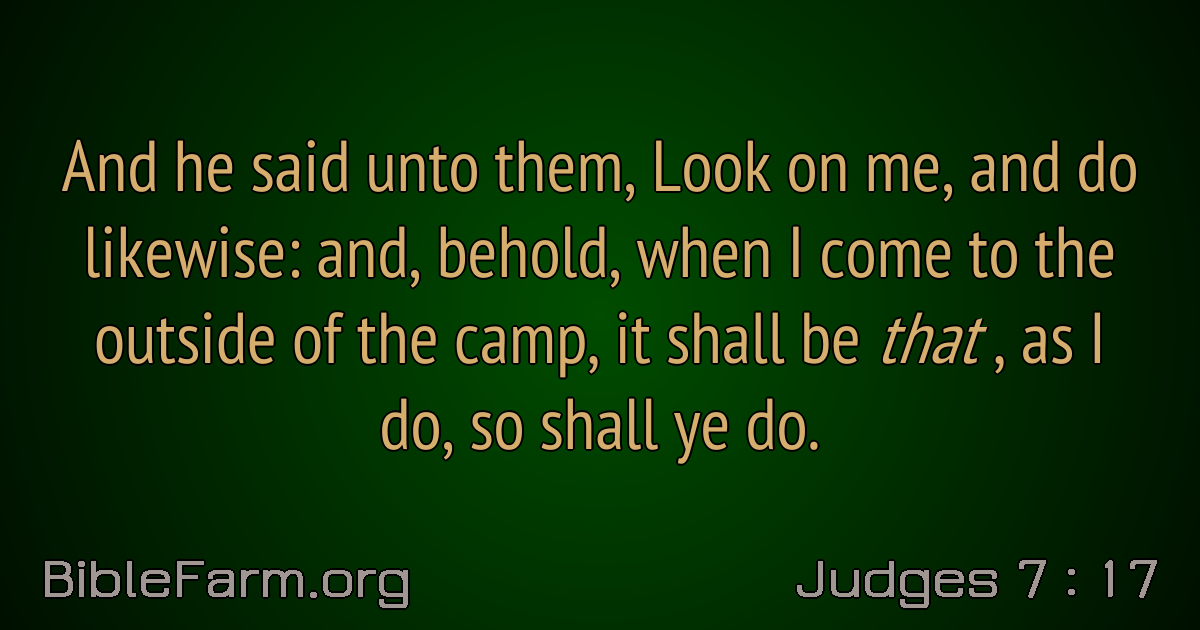 And he said unto them, Look on me, and do
likewise: and, behold, when I come to the
outside of the camp, it shall be that , as I
do, so shall ye do.
BibleFarm.org
Judges 7 : 17